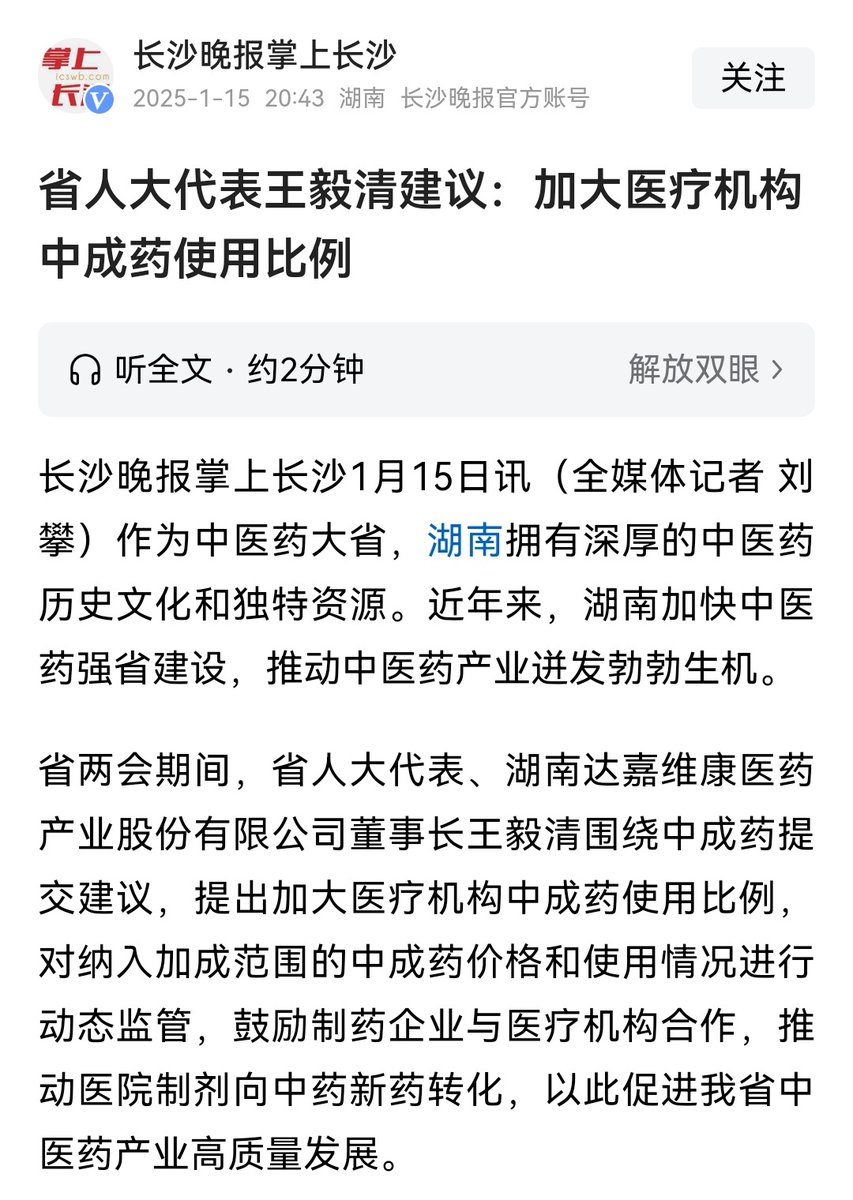 掌上
icswb.com
长沙晚报掌上长沙
2025-1-15 20:43 湖南 长沙晚报官方账号
关注
省人大代表王毅清建议：加大医疗机构
中成药使用比例
听全文·约2分钟
解放双眼 >
长沙晚报掌上长沙1月15日讯（全媒体记者 刘
攀）作为中医药大省，湖南拥有深厚的中医药
历史文化和独特资源。近年来，湖南加快中医
药强省建设，推动中医药产业迸发勃勃生机。
省两会期间，省人大代表、湖南达嘉维康医药
产业股份有限公司董事长王毅清围绕中成药提
交建议，提出加大医疗机构中成药使用比例，
对纳入加成范围的中成药价格和使用情况进行
动态监管，鼓励制药企业与医疗机构合作，推
动医院制剂向中药新药转化，以此促进我省中
医药产业高质量发展。